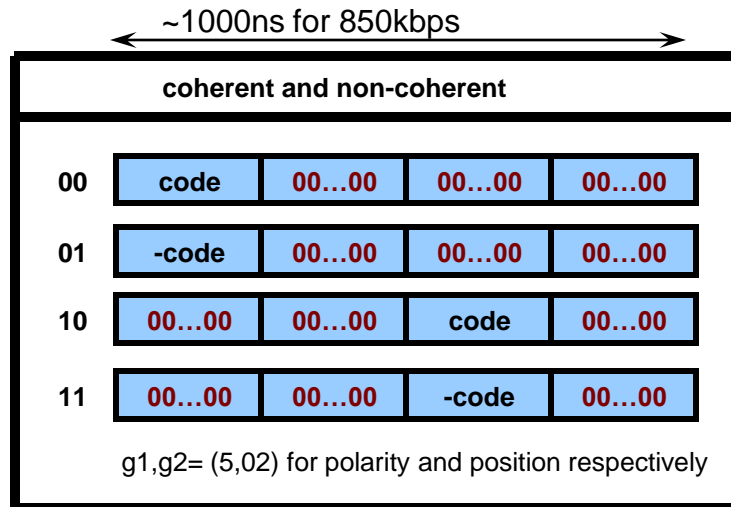 ~1000ns for 850kbps
coherent and non-coherent
00 code 00...00 00...00 00...00
01 -code 00...00 00...00 00...00
10 00...00 00...00 code 00...00
11 00...00 00...00 -code 00...00
g1,g2= (5,02) for polarity and position respectively